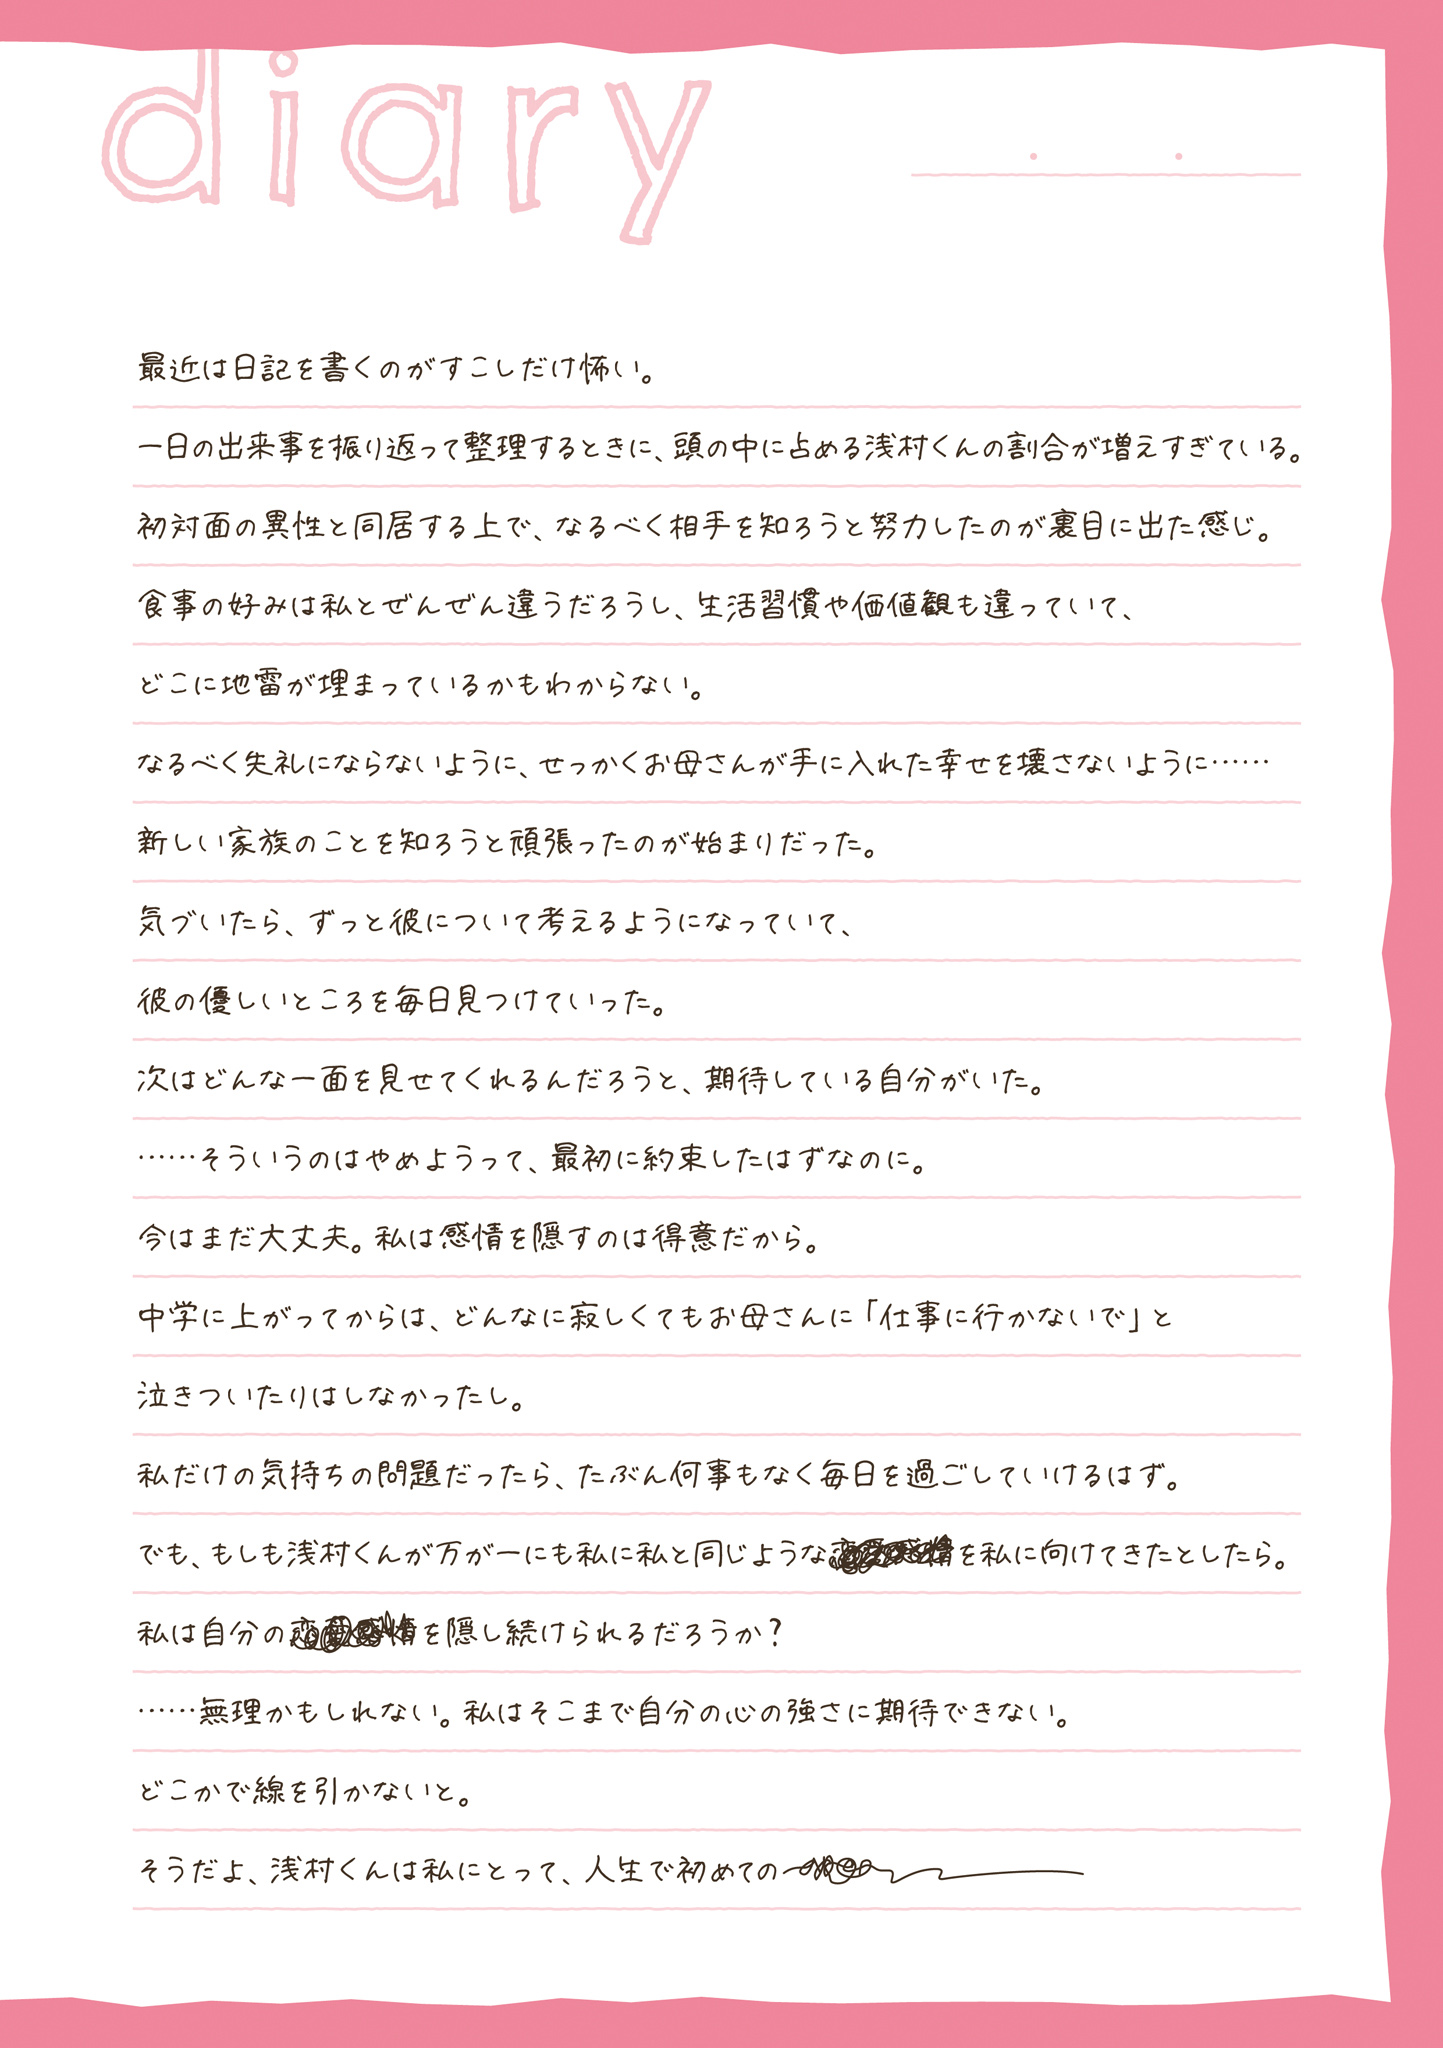 diary
最近は日記を書くのがすこしだけ怖い。
一日の出来事を振り返って整理するときに、頭の中に占める浅村くんの割合が増えすぎている。
初対面の異性と同居する上で、なるべく相手を知ろうと努力したのが裏目に出た感じ。
食事の好みは私とぜんぜん違うだろうし、生活習慣や価値観も違っていて、
どこに地雷が埋まっているかもわからない。
なるべく失礼にならないように、せっかくお母さんが手に入れた幸せを壊さないように……
新しい家族のことを知ろうと頑張ったのが始まりだった。
気づいたら、ずっと彼について考えるようになっていて、
彼の優しいところを毎日見つけていった。
次はどんな一面を見せてくれるんだろうと、期待している自分がいた。
……そういうのはやめようって、最初に約束したはずなのに。
今はまだ大丈夫。私は感情を隠すのは得意だから。
中学に上がってからは、どんなに寂しくてもお母さんに「仕事に行かないで」と
泣きついたりはしなかったし。
私だけの気持ちの問題だったら、たぶん何事もなく毎日を過ごしていけるはず。
でも、もしも浅村くんが万が一にも私に私と同じようなを私に向けてきたとしたら。
私は自分のを隠し続けられるだろうか？
……無理かもしれない。私はそこまで自分の心の強さに期待できない。
どこかで線を引かないと。
そうだよ、浅村くんは私にとって、人生で初めての